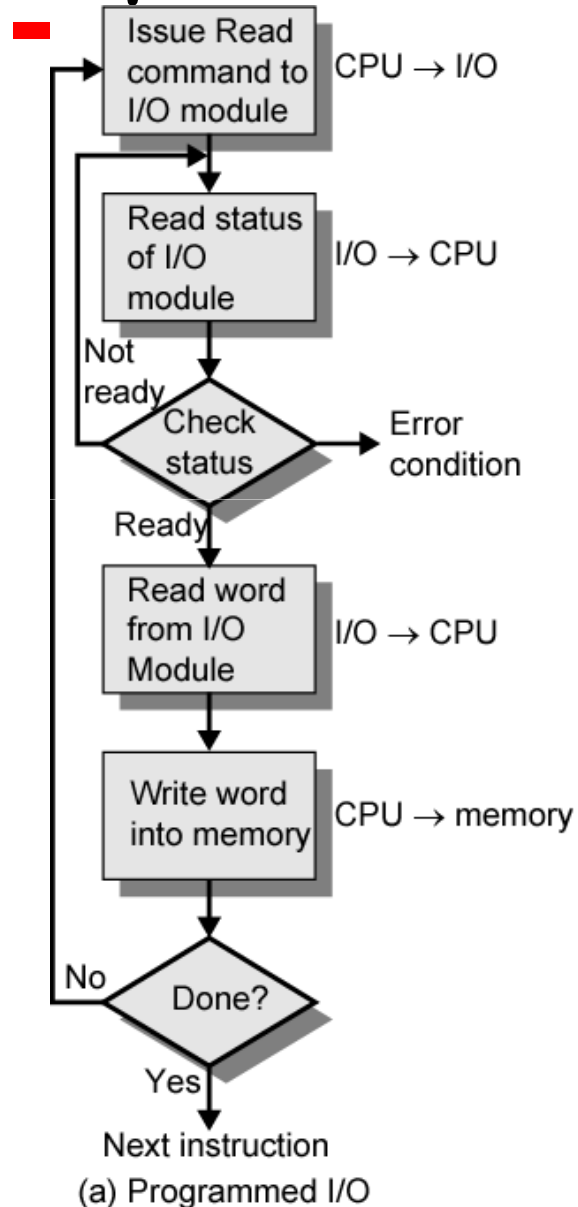 Issue Read
command to
I/O module
CPU → I/O
Read status
of I/O
module
I/O → CPU
Not
ready
Check
status
Error
condition
Ready
Read word
from I/O
Module
I/O → CPU
Write word
into memory
CPU → memory
No
Done?
Yes
Next instruction
(a) Programmed I/O